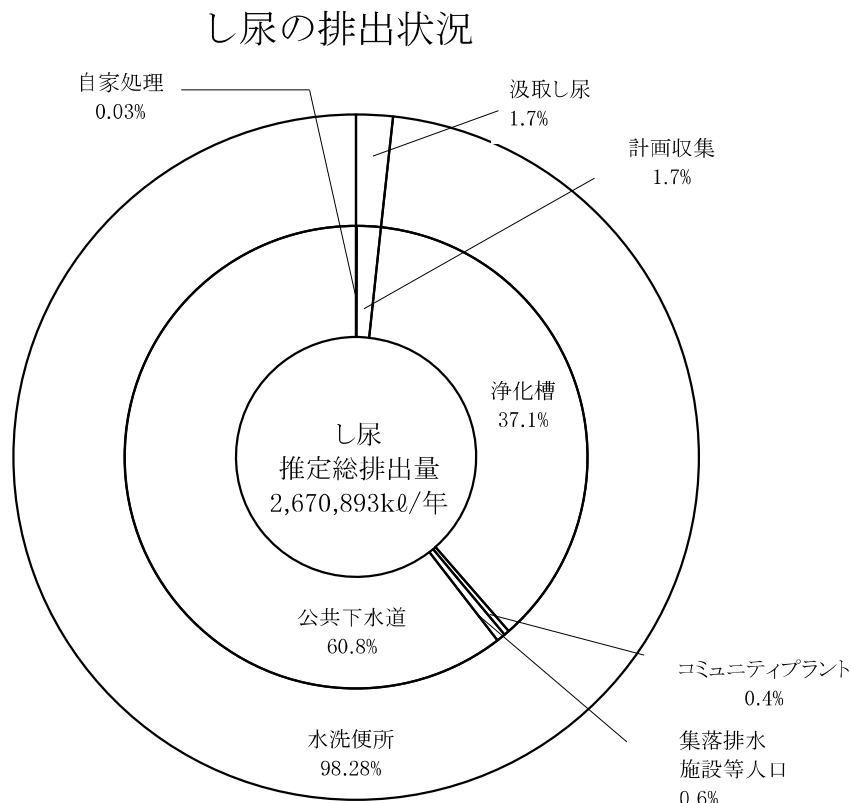 し尿の排出状況
自家処理
0.03%
汲取し尿
1.7%
計画収集
1.7%
浄化槽
37.1%
し尿
推定総排出量
2,670,893kℓ/年
公共下水道
60.8%
コミュニティプラント
0.4%
水洗便所
98.28%
集落排水
施設等人口
0.6%